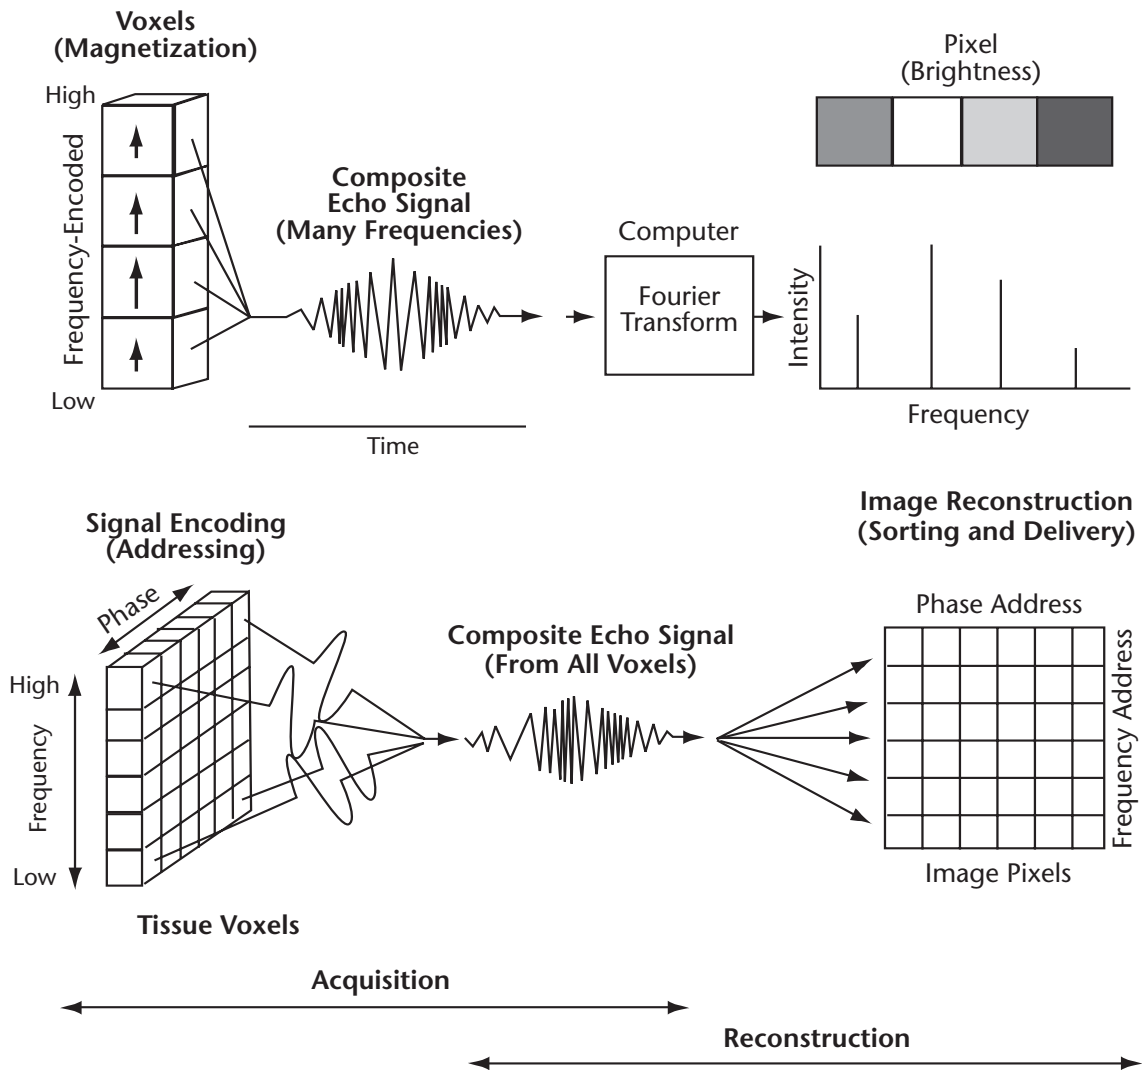 Voxels
(Magnetization)
High
Frequency-Encoded
Low
Composite
Echo Signal
(Many Frequencies)
Time
Computer
Fourier
Transform
Pixel
(Brightness)
Intensity
Frequency
Signal Encoding
(Addressing)
Phase
High
Frequency
Low
Tissue Voxels
Composite Echo Signal
(From All Voxels)
Image Reconstruction
(Sorting and Delivery)
Phase Address
Frequency Address
Image Pixels
Acquisition
Reconstruction